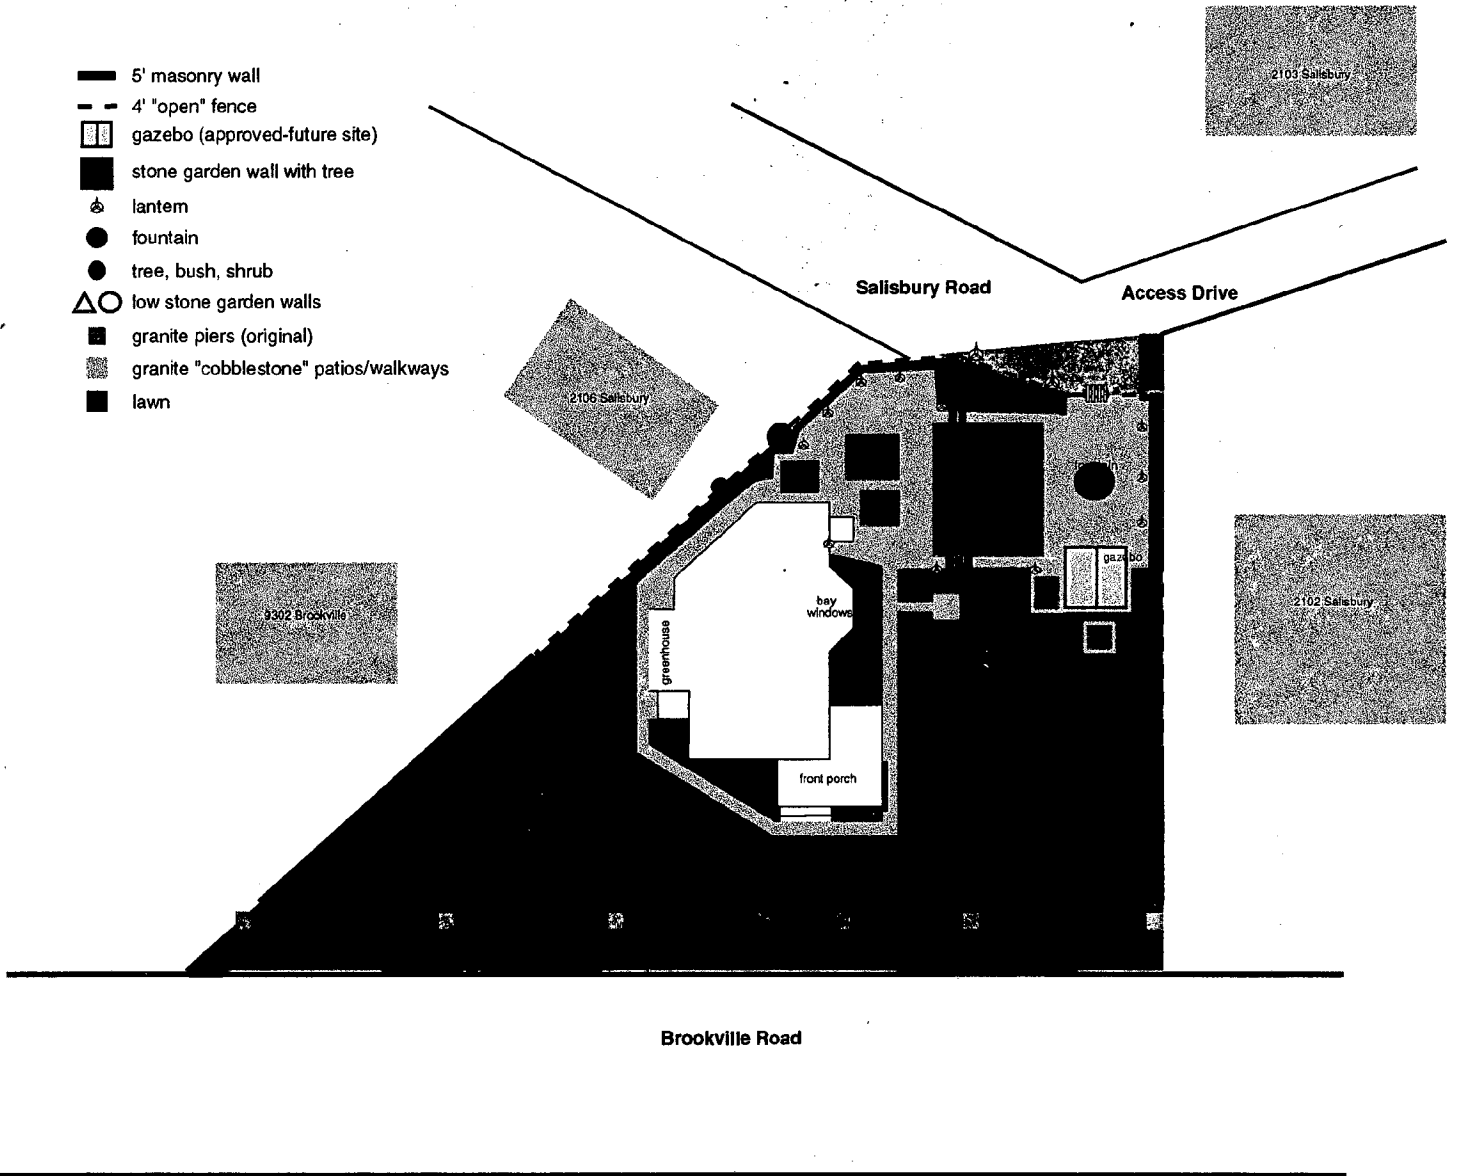 5' masonry wall
4' "open" fence
gazebo (approved-future site)
stone garden wall with tree
lantern
fountain
tree, bush, shrub
low stone garden walls
granite piers (original)
granite "cobblestone" patios/walkways
lawn
2103 Salisbury
Salisbury Road
Access Drive
2106 Salisbury
gazebo
bay
windows
2102 Salisbury
9302 Brookville
greenhouse
front porch
Brookville Road